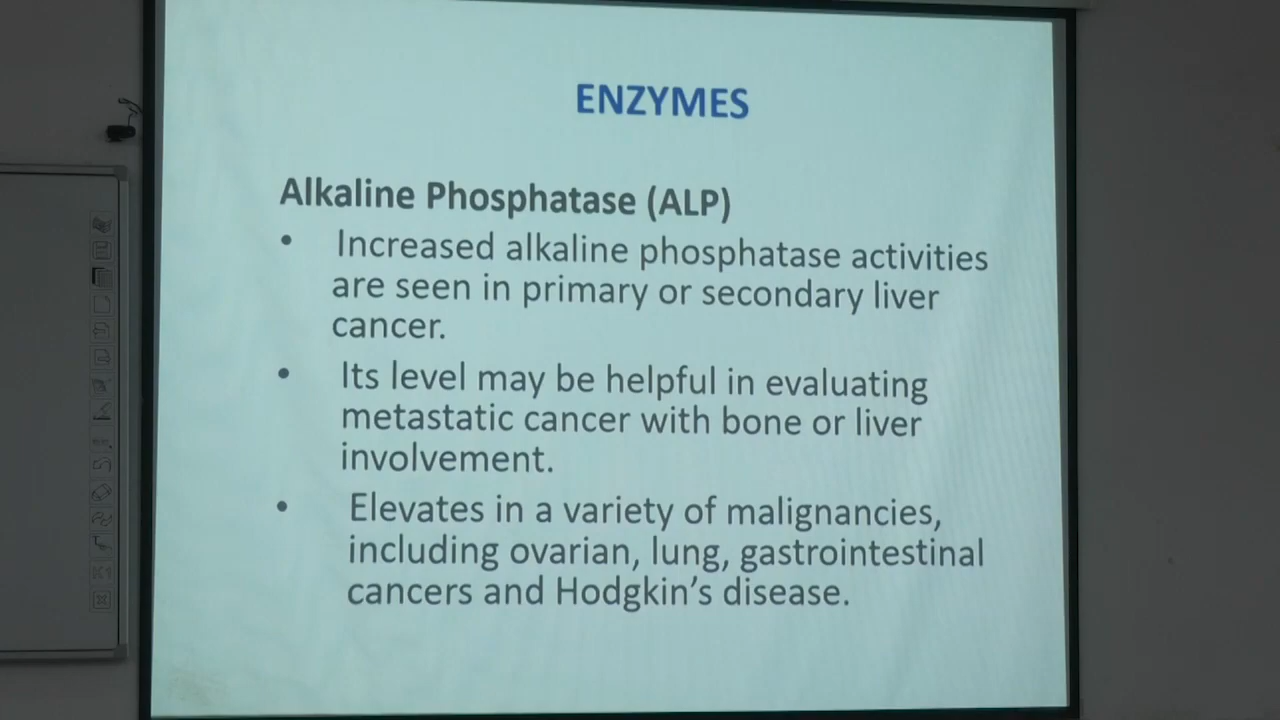 ENZYMES
Alkaline Phosphatase (ALP)
• Increased alkaline phosphatase activities
are seen in primary or secondary liver
cancer.
• Its level may be helpful in evaluating
metastatic cancer with bone or liver
involvement.
• Elevates in a variety of malignancies,
including ovarian, lung, gastrointestinal
cancers and Hodgkin's disease.